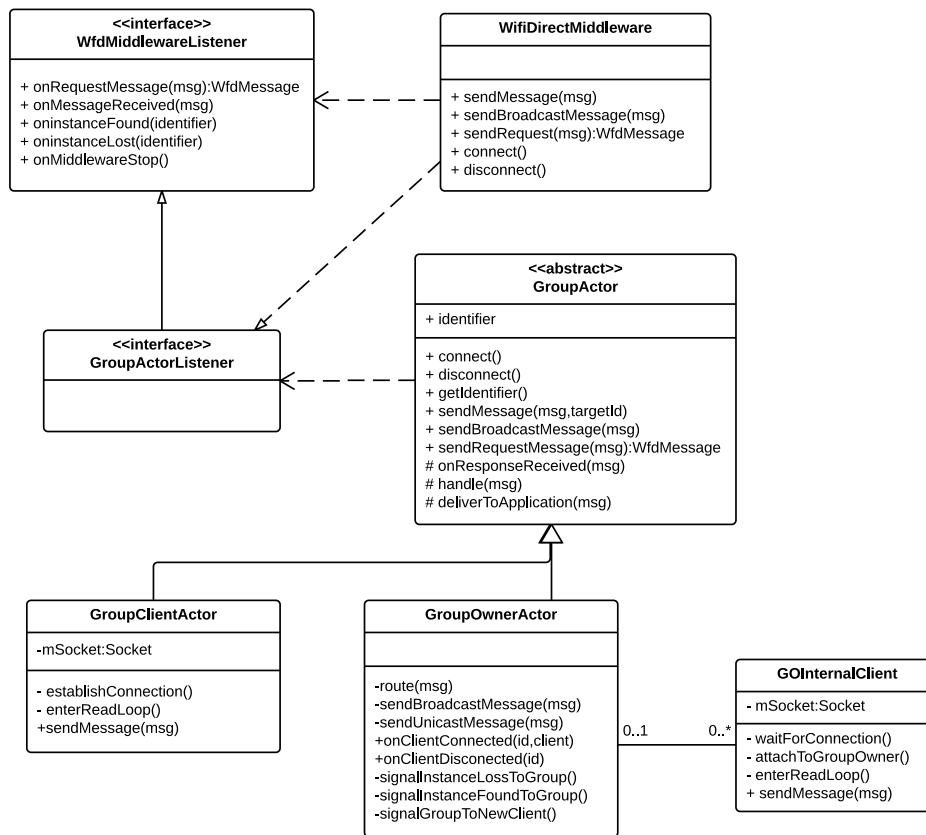 <<interface>>
WfdMiddlewareListener
+ onRequestMessage(msg):WfdMessage
+ onMessageReceived(msg)
+ oninstanceFound(identifier)
+ oninstanceLost(identifier)
+ onMiddlewareStop()
WifiDirectMiddleware
+ sendMessage(msg)
+ sendBroadcastMessage(msg)
+ sendRequest(msg):WfdMessage
+ connect()
+ disconnect()
<<interface>>
GroupActorListener
<<abstract>>
GroupActor
+ identifier
+ connect()
+ disconnect()
+ getIdentifier()
+ sendMessage(msg,targetId)
+ sendBroadcastMessage(msg)
+ sendRequestMessage(msg):WfdMessage
# onResponseReceived(msg)
# handle(msg)
# deliverToApplication(msg)
GroupClientActor
-mSocket:Socket
- establishConnection()
- enterReadLoop()
+sendMessage(msg)
GroupOwnerActor
-route(msg)
-sendBroadcastMessage(msg)
-sendUnicastMessage(msg)
+onClientConnected(id,client)
+onClientDisconected(id)
-signalInstanceLossToGroup()
-signalInstanceFoundToGroup()
-signalGroupToNewClient()
0..1
0..*
GOInternalClient
- mSocket:Socket
- waitForConnection()
- attachToGroupOwner()
- enterReadLoop()
+ sendMessage(msg)